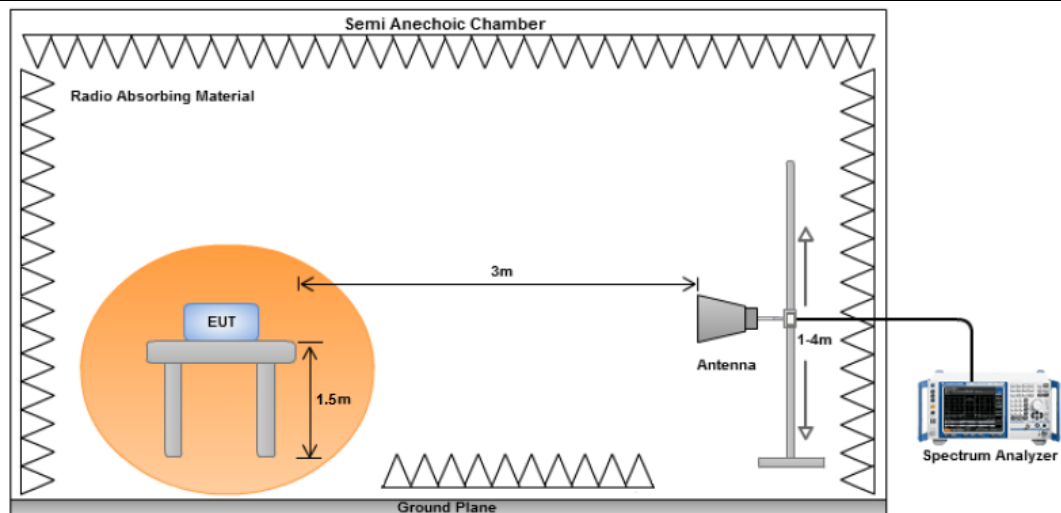 Semi Anechoic Chamber
Radio Absorbing Material
3m
EUT
1-4m
Antenna
1.5m
Spectrum Analyzer
Ground Plane